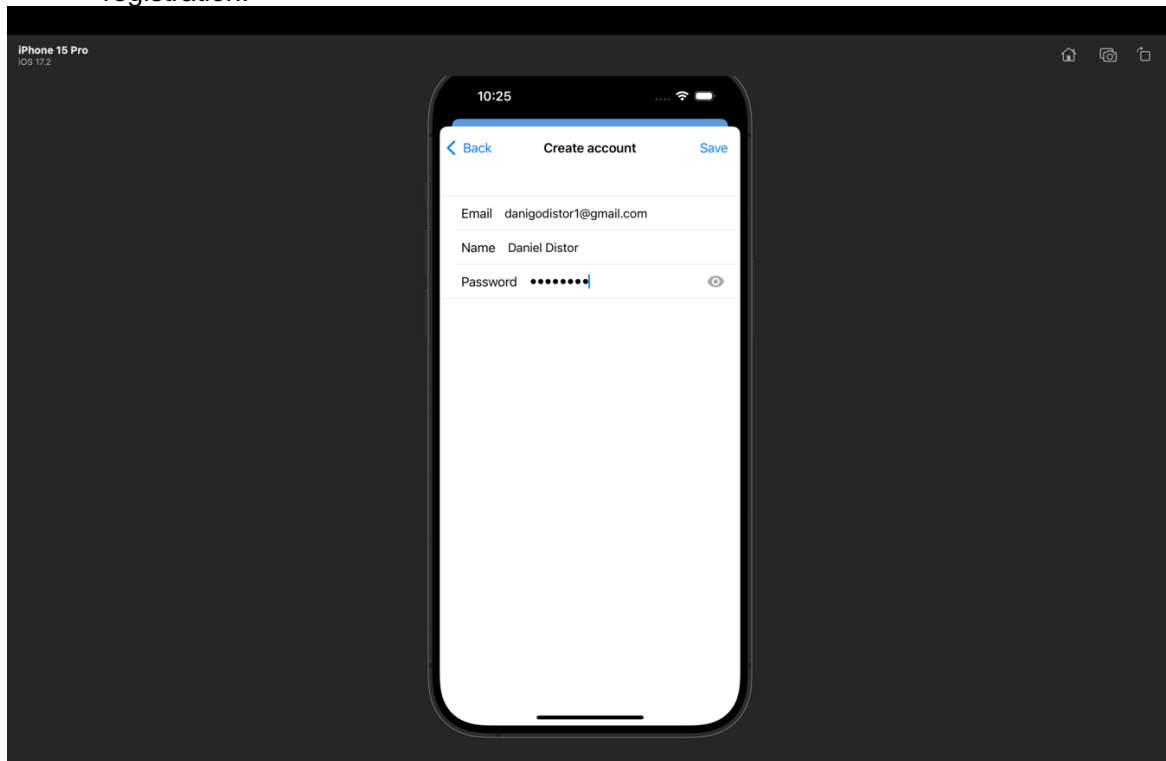 registration.
iPhone 15 Pro
iOS 17.2
10:25
Back Create account Save
Email danigodistor1@gmail.com
Name Daniel Distor
Password ••••••••